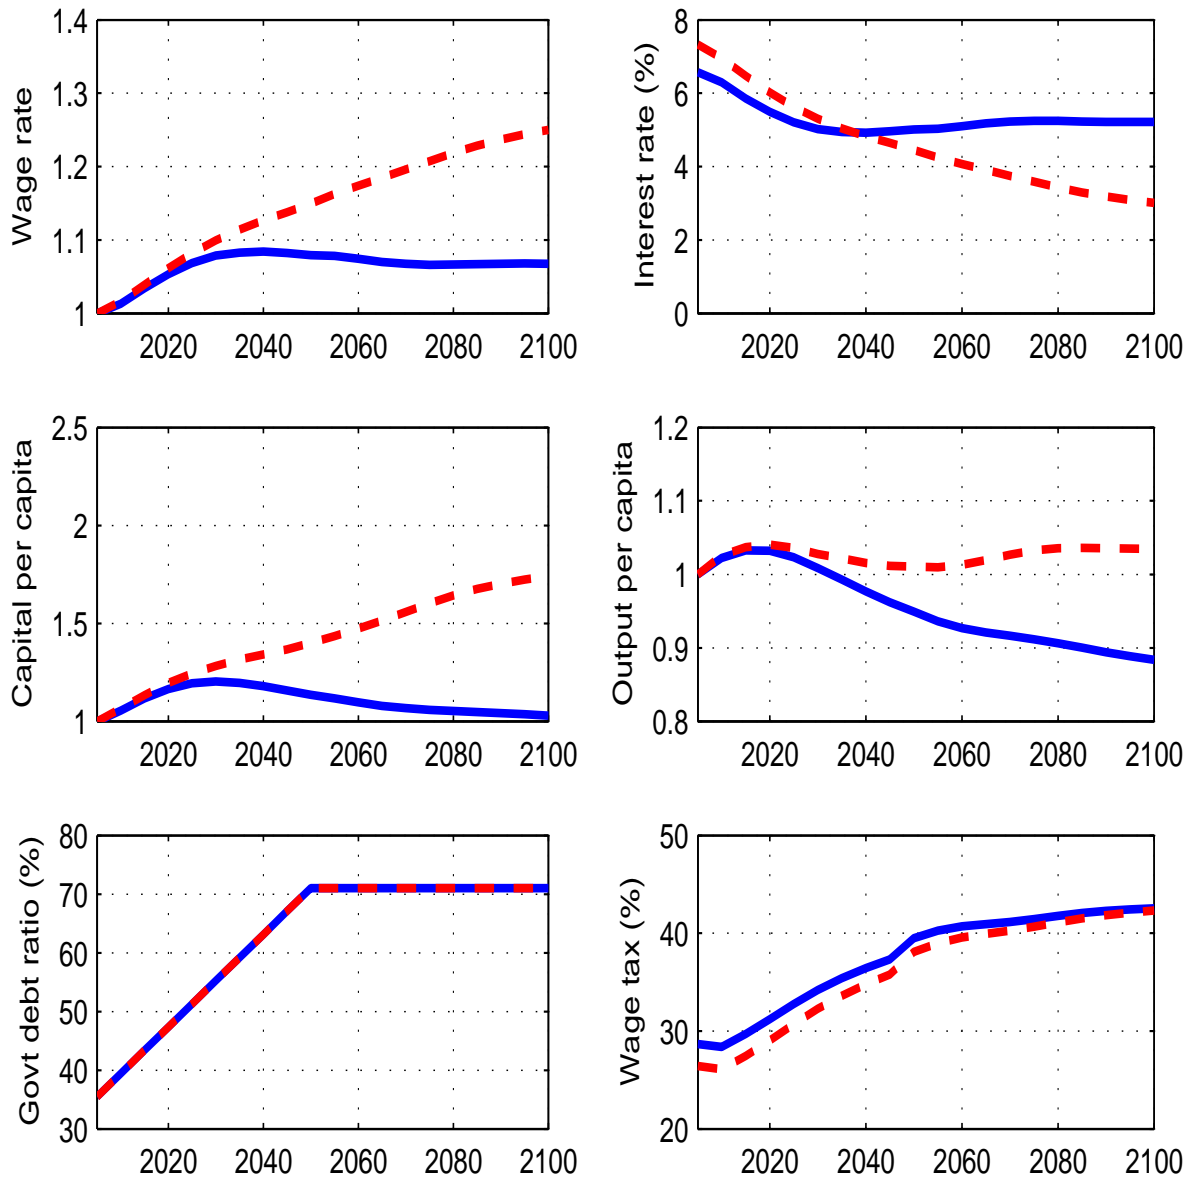 Wage rate
1.4
1.3
1.2
1.1
1
2020 2040 2060 2080 2100
Interest rate (%)
8
6
4
2
0
2020 2040 2060 2080 2100
Capital per capita
2.5
2
1.5
1
2020 2040 2060 2080 2100
Output per capita
1.2
1.1
1
0.9
0.8
2020 2040 2060 2080 2100
Govt debt ratio (%)
80
70
60
50
40
30
2020 2040 2060 2080 2100
Wage tax (%)
50
40
30
20
2020 2040 2060 2080 2100